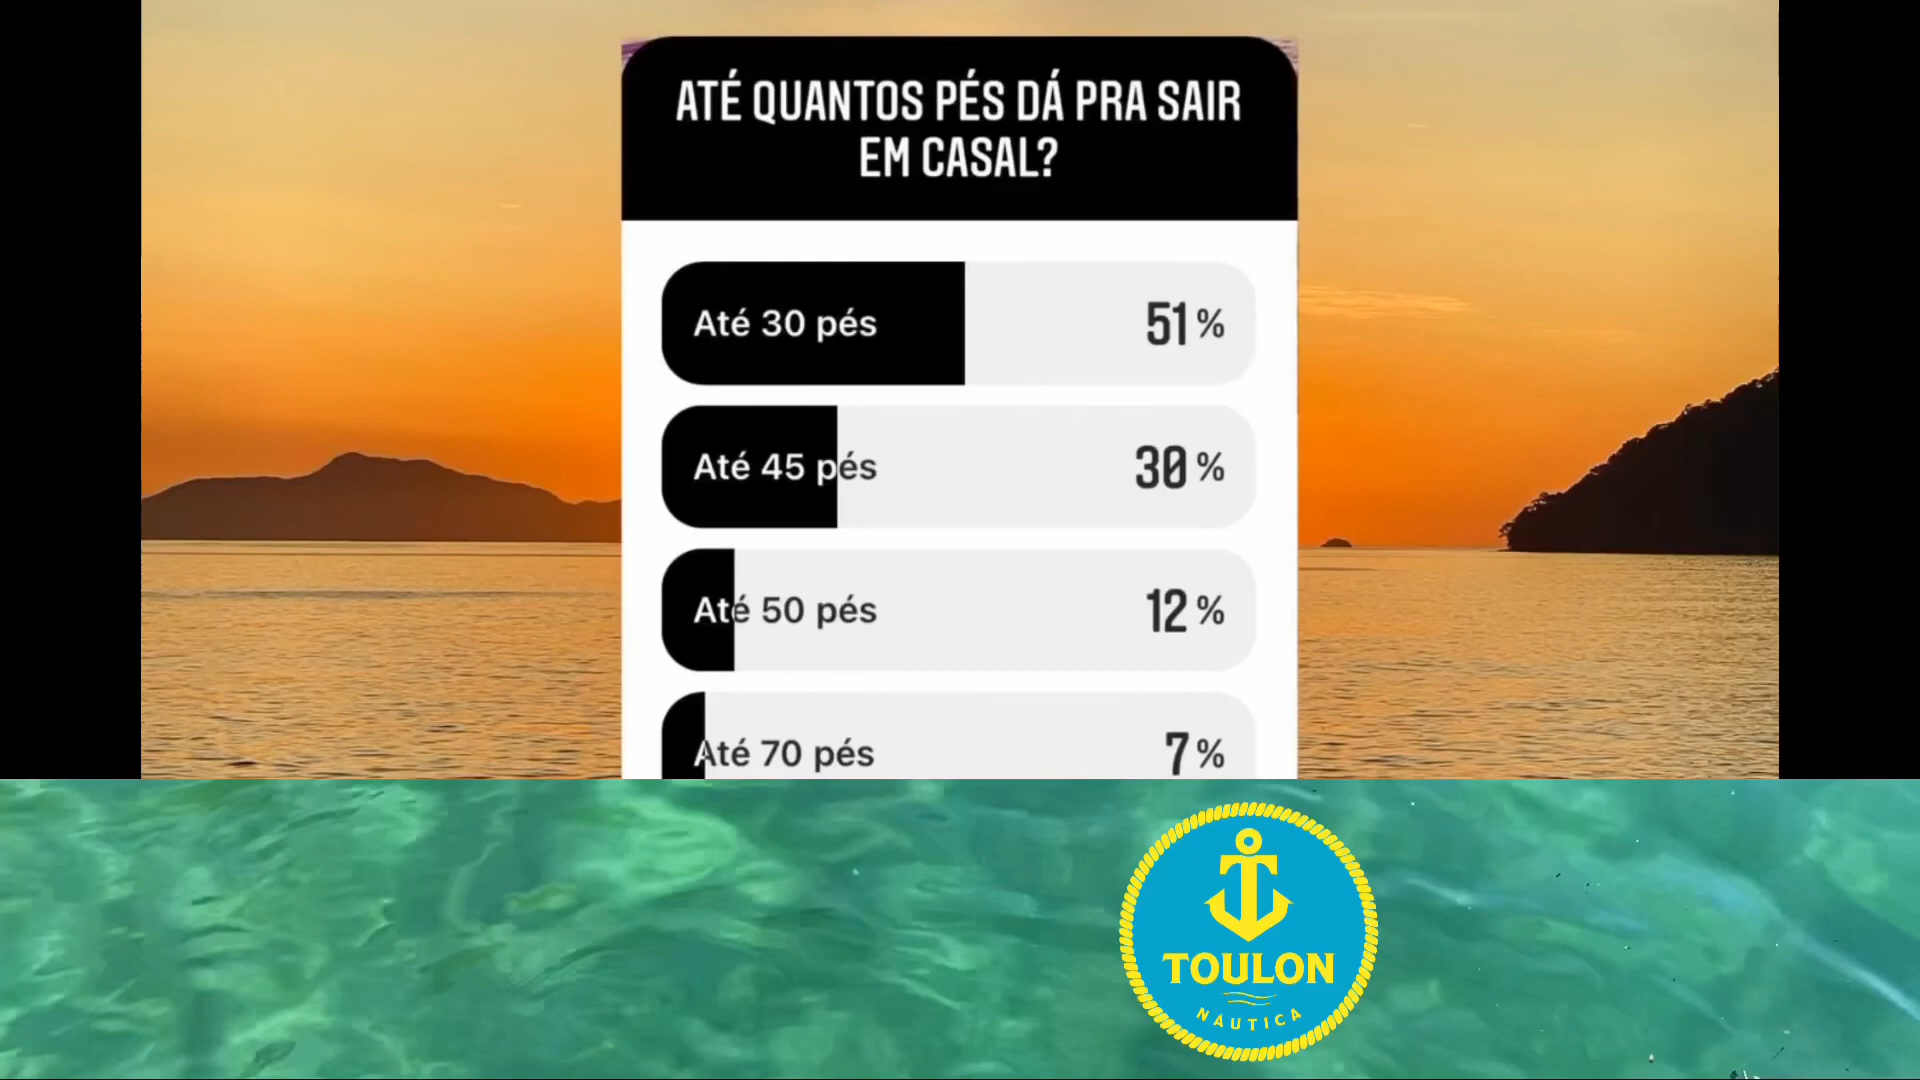 ATÉ QUANTOS PÉS DÁ PRA SAIR
EM CASAL?
Até 30 pés 51%
Até 45 pés 30%
Até 50 pés 12%
Até 70 pés 7%
TOULON
NÁUTICA